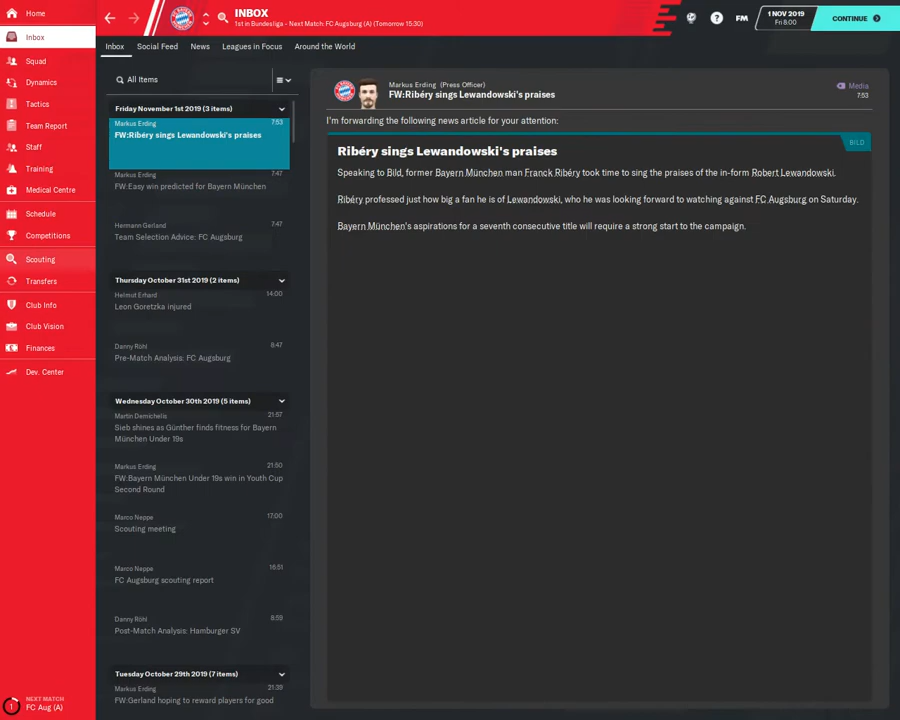 Home
Inbox
Squad
Dynamics
Tactics
Team Report
Staff
Training
Medical Centre
Schedule
Competitions
Scouting
Transfers
Club Info
Club Vision
Finances
Dev. Center
1
NEXT MATCH
FC Aug (A)
INBOX
1st in Bundesliga - Next Match: FC Augsburg (A) (Tomorrow 15:30)
?
FM
1 NOV 2019
Fri 8:00
CONTINUE
Inbox
Social Feed
News
Leagues in Focus
Around the World
All Items
Friday November 1st 2019 (3 items)
Markus Erding 7:53
FW:Ribéry sings Lewandowski's praises
Markus Erding 7:47
FW:Easy win predicted for Bayern München
Hermann Gerland 7:47
Team Selection Advice: FC Augsburg
Thursday October 31st 2019 (2 items)
Helmut Erhard 14:00
Leon Goretzka injured
Danny Röhl 8:47
Pre-Match Analysis: FC Augsburg
Wednesday October 30th 2019 (5 items)
Martin Demichelis 21:57
Sieb shines as Günther finds fitness for Bayern
München Under 19s
Markus Erding 21:50
FW:Bayern München Under 19s win in Youth Cup
Second Round
Marco Neppe 17:00
Scouting meeting
Marco Neppe 16:51
FC Augsburg scouting report
Danny Röhl 8:59
Post-Match Analysis: Hamburger SV
Tuesday October 29th 2019 (7 items)
Markus Erding 21:39
FW:Gerland hoping to reward players for good
Markus Erding (Press Officer)
FW:Ribéry sings Lewandowski's praises
Media
7:53
I'm forwarding the following news article for your attention:
BILD
Ribéry sings Lewandowski's praises
Speaking to Bild, former Bayern München man Franck Ribéry took time to sing the praises of the in-form Robert Lewandowski.
Ribéry professed just how big a fan he is of Lewandowski, who he was looking forward to watching against FC Augsburg on Saturday.
Bayern München's aspirations for a seventh consecutive title will require a strong start to the campaign.